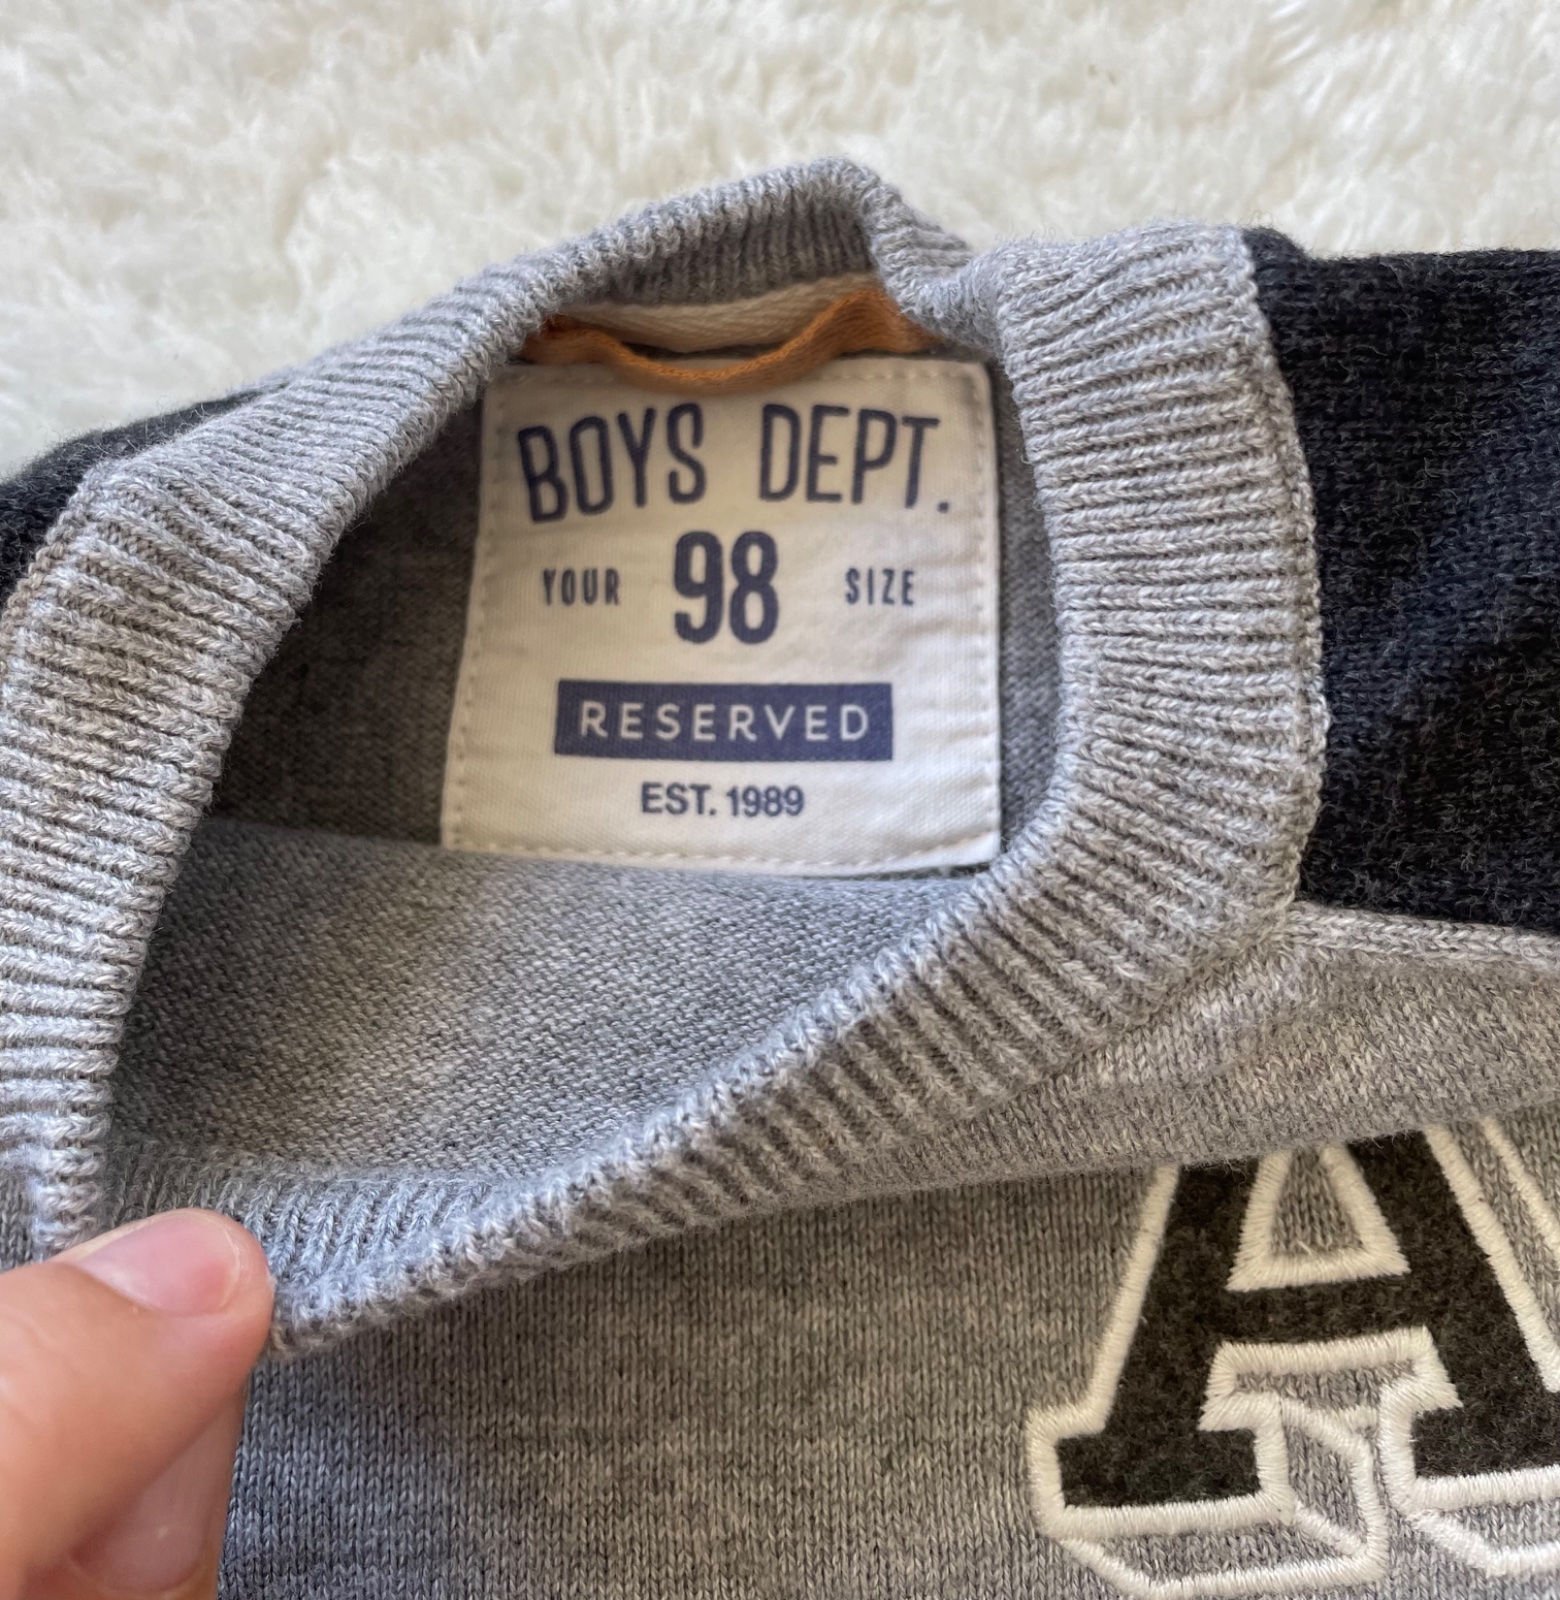 BOYS DEPT.
YOUR 98 SIZE
RESERVED
EST. 1989
A